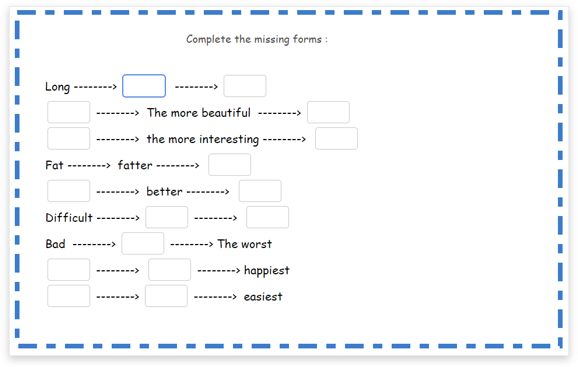 Complete the missing forms :
Long --------> -------->
--------> The more beautiful -------->
--------> the more interesting -------->
Fat --------> fatter -------->
--------> better -------->
Difficult --------> -------->
Bad --------> --------> The worst
--------> --------> happiest
--------> --------> easiest